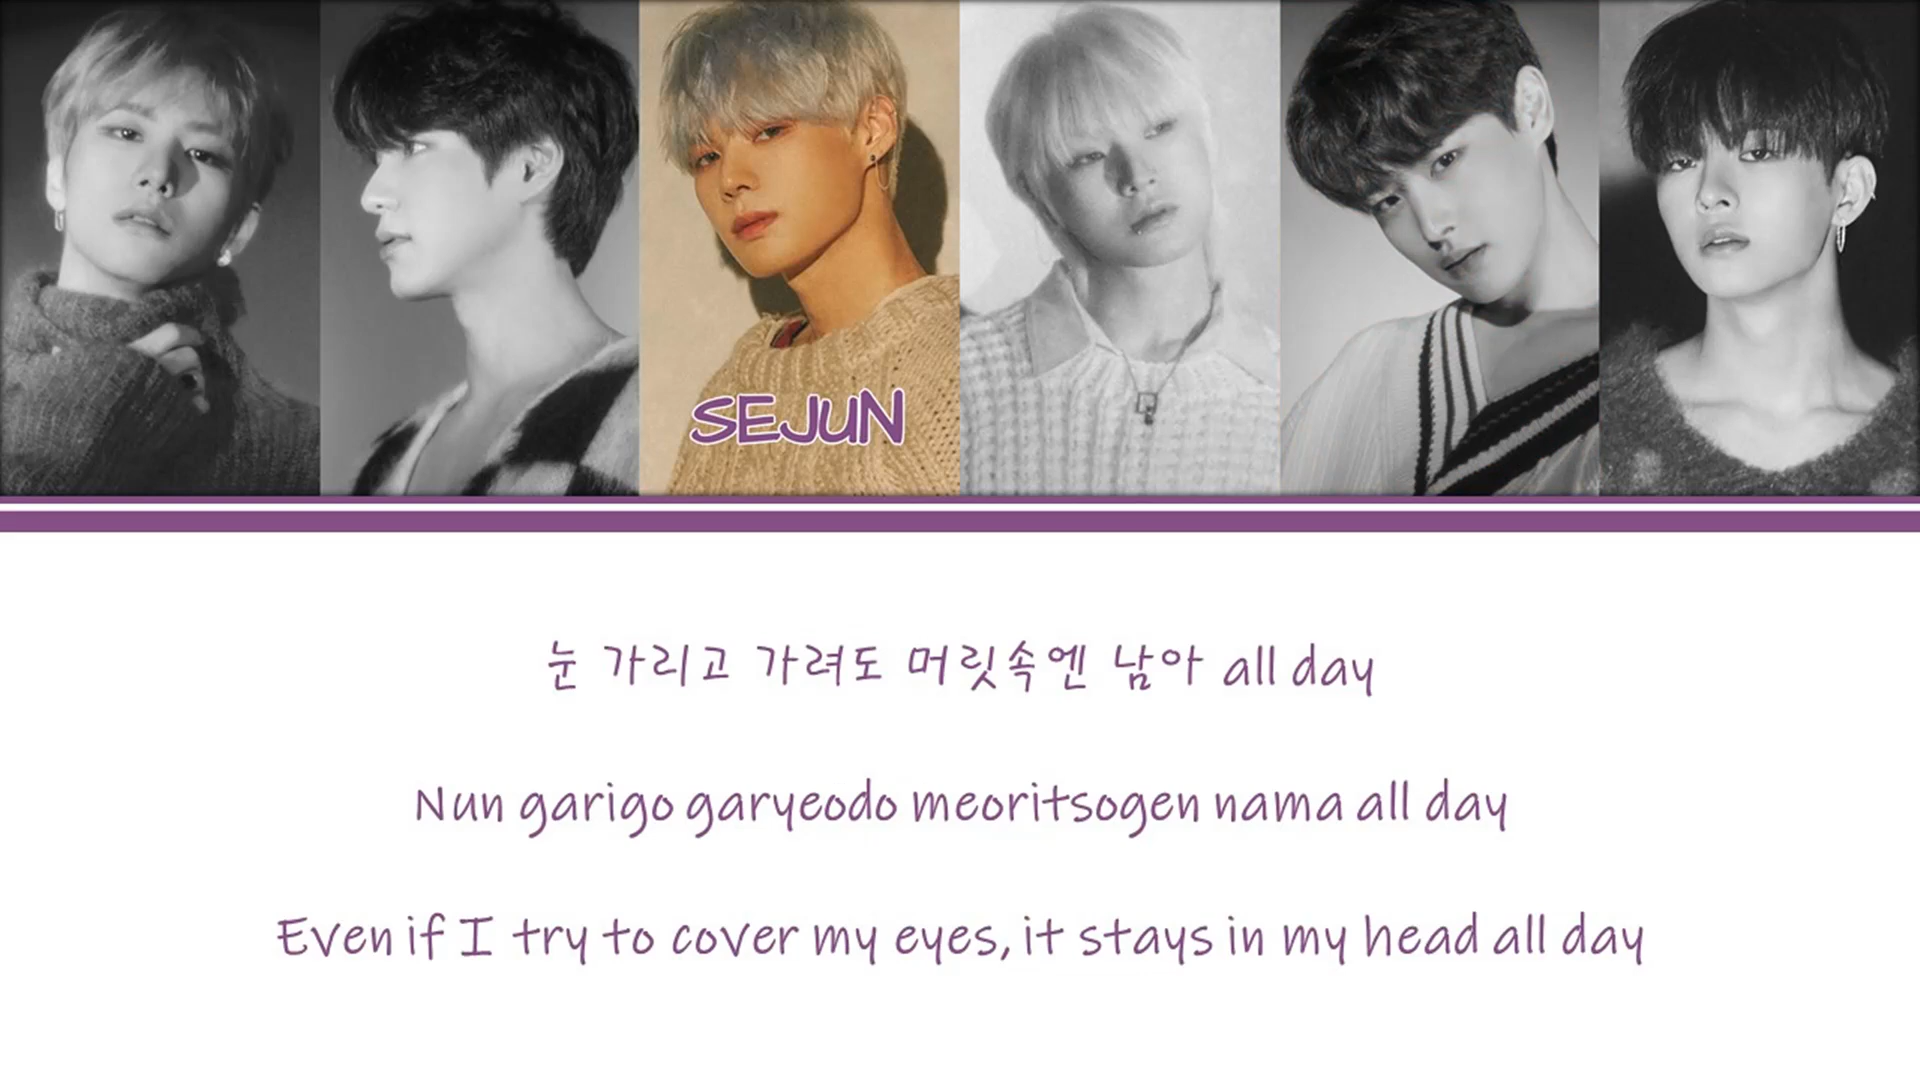 SEJUN
눈 가리고 가려도 머릿속엔 남아 all day
Nun garigo garyeodo meoritsogen nama all day
Even if I try to cover my eyes, it stays in my head all day